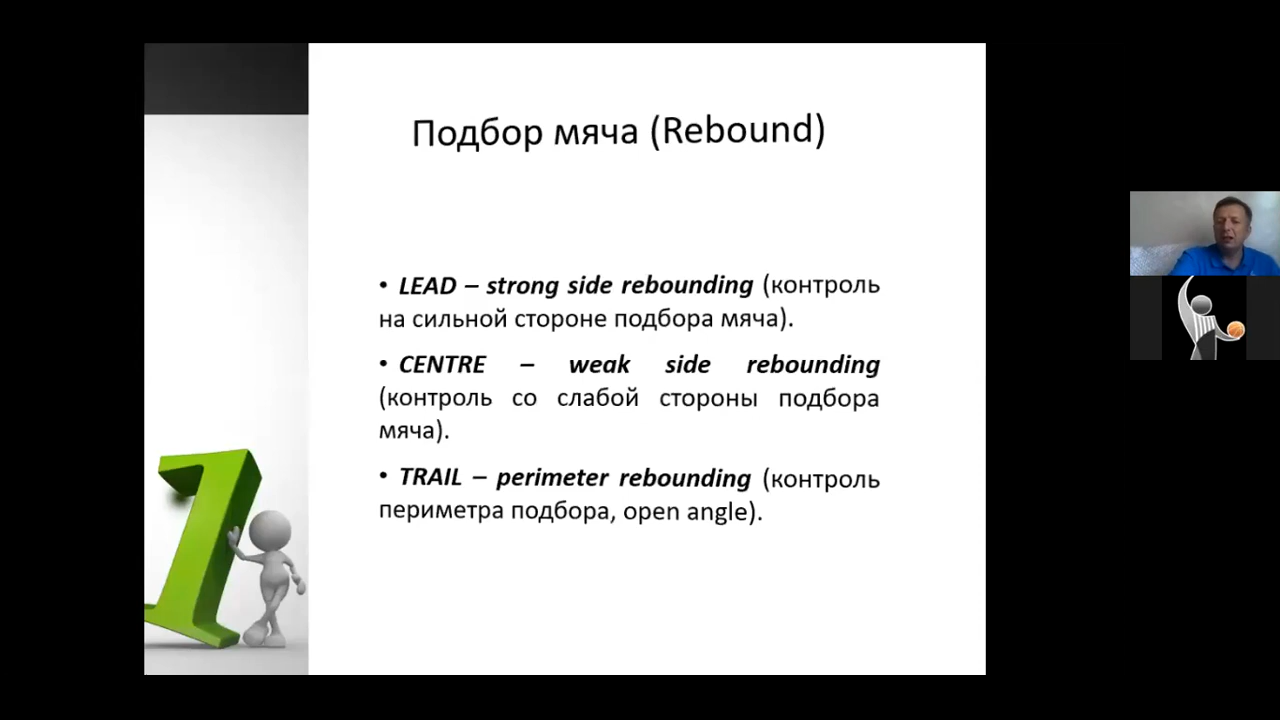 Подбор мяча (Rebound)
• LEAD – strong side rebounding (контроль
на сильной стороне подбора мяча).
• CENTRE – weak side rebounding
(контроль со слабой стороны подбора
мяча).
• TRAIL – perimeter rebounding (контроль
периметра подбора, open angle).
1